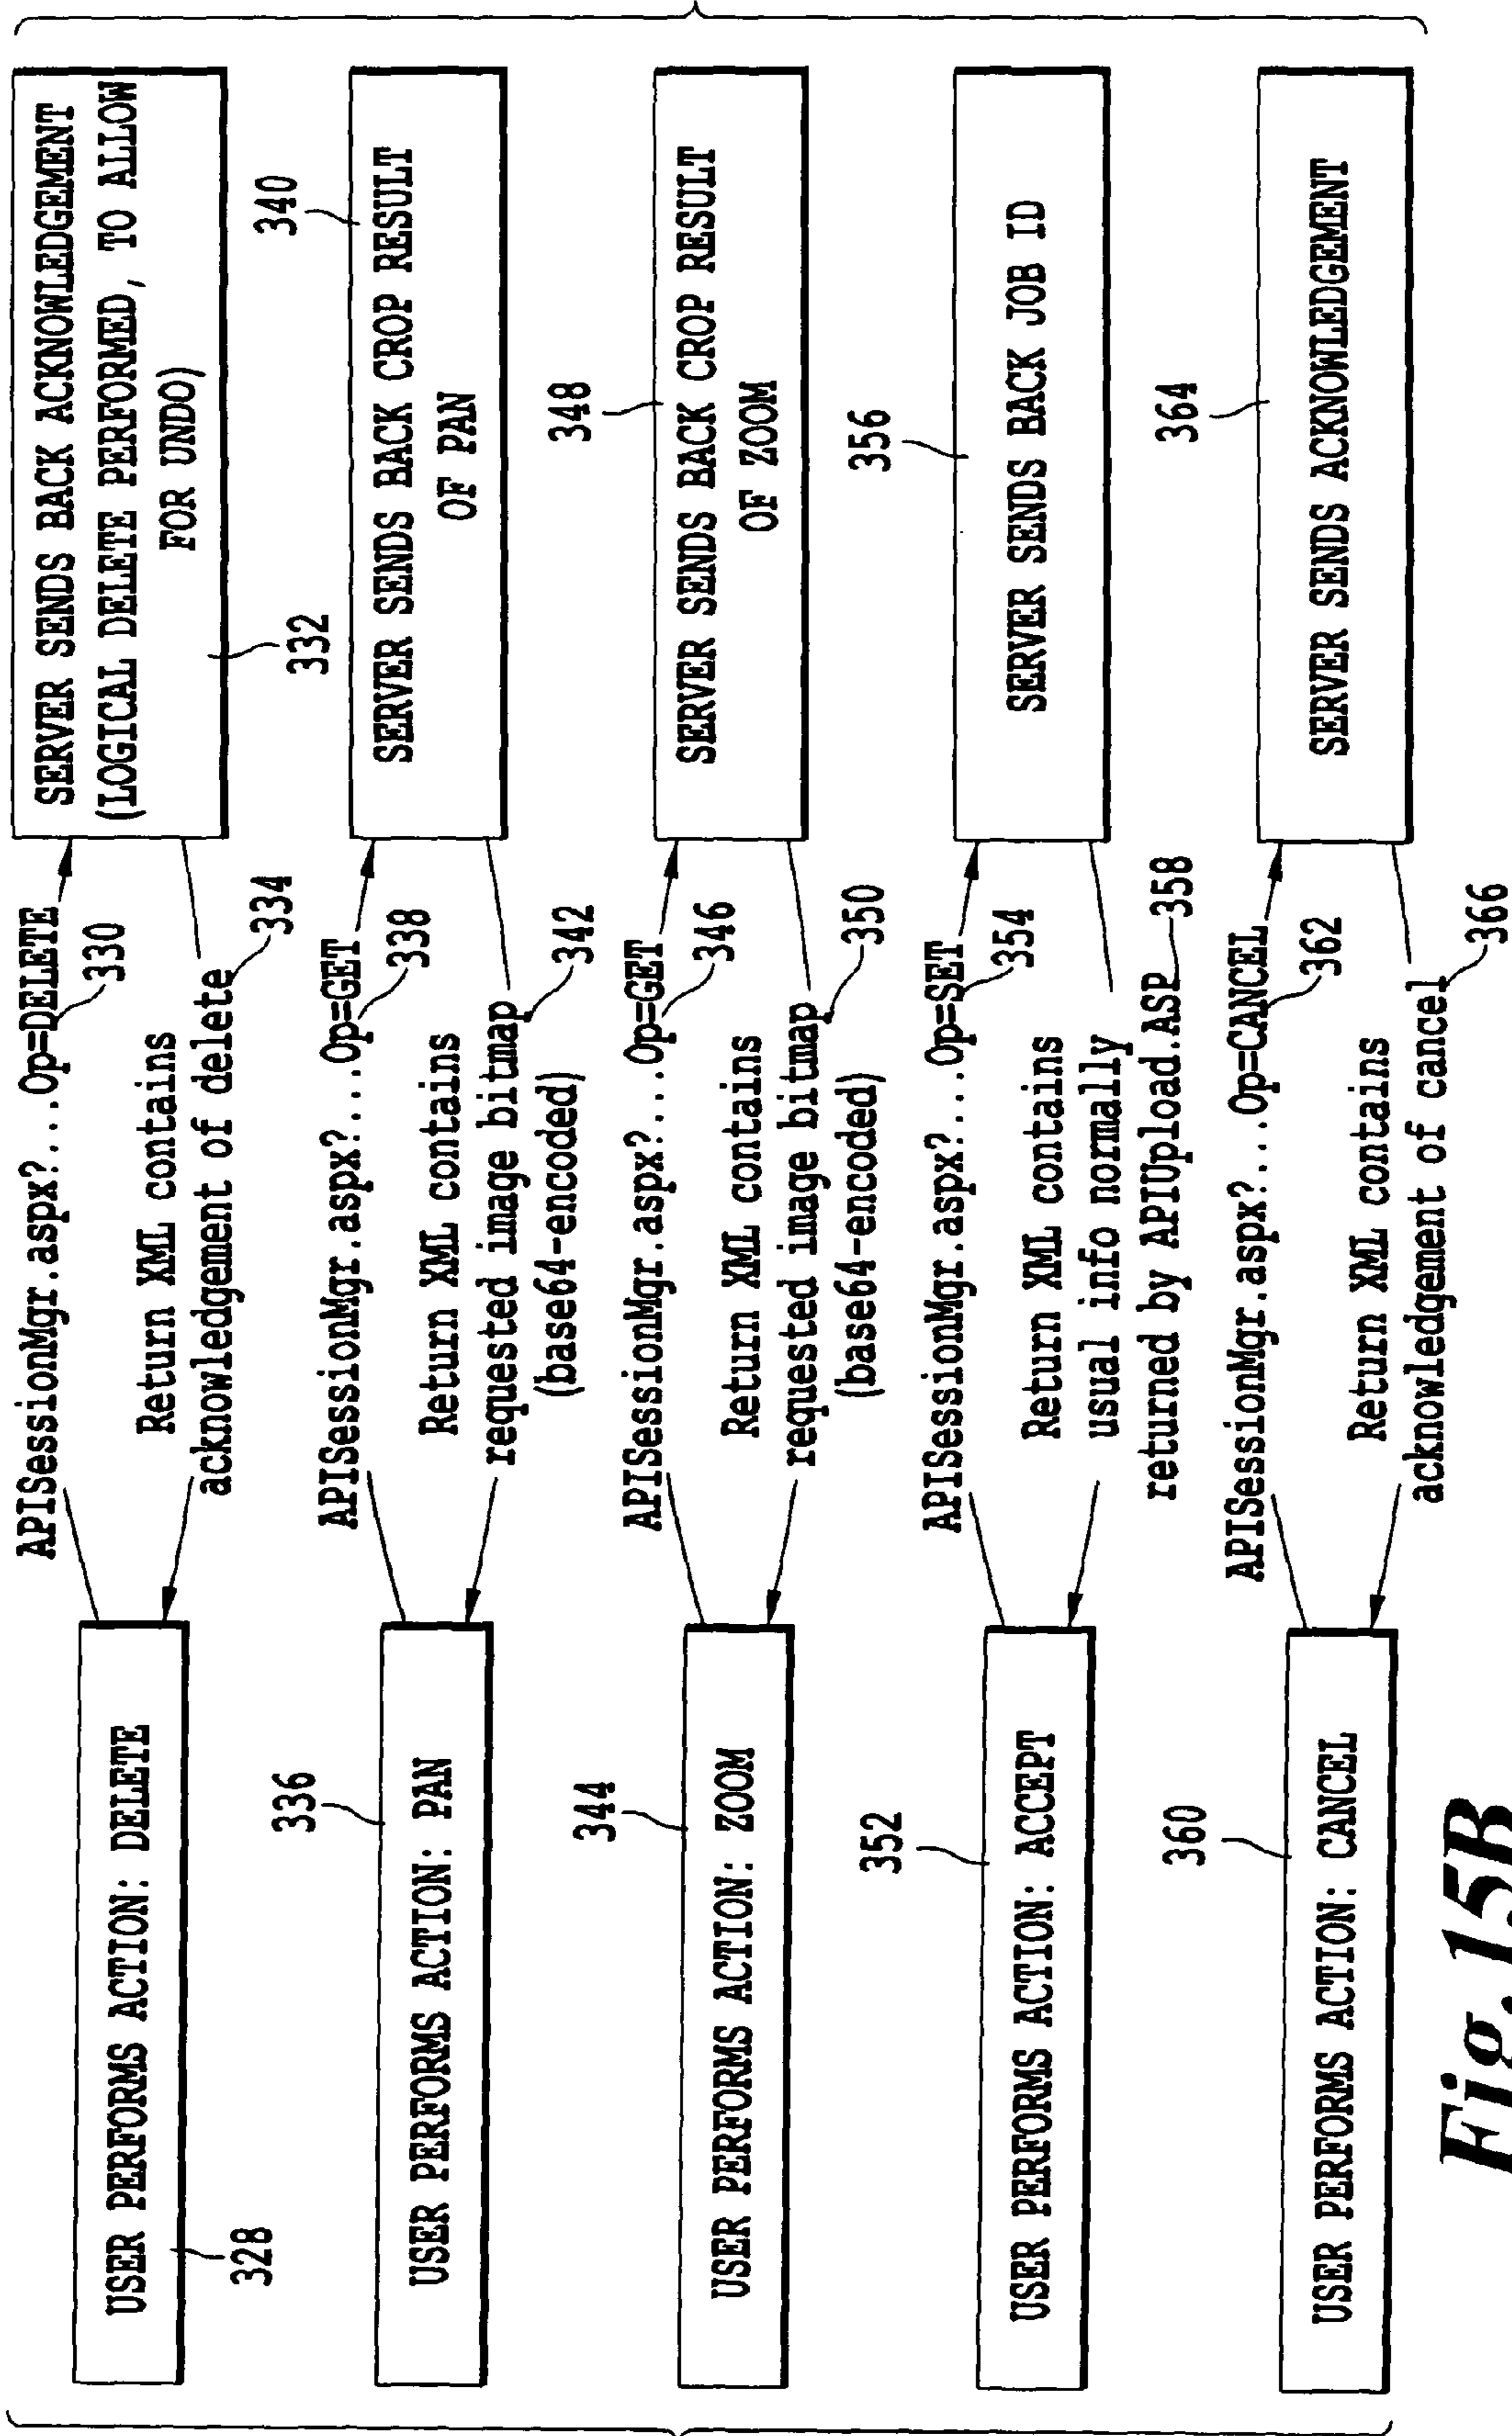 USER PERFORMS ACTION: DELETE
328
APISessionMgr.aspx?....Op=DELETE
330
Return XML contains
acknowledgement of delete
334
SERVER SENDS BACK ACKNOWLEDGEMENT
(LOGICAL DELETE PERFORMED, TO ALLOW
FOR UNDO)
332
336
USER PERFORMS ACTION: PAN
APISessionMgr.aspx?....Op=GET
338
Return XML contains
requested image bitmap
(base64-encoded)
342
340
SERVER SENDS BACK CROP RESULT
OF PAN
344
USER PERFORMS ACTION: ZOOM
APISessionMgr.aspx?....Op=GET
346
Return XML contains
requested image bitmap
(base64-encoded)
350
348
SERVER SENDS BACK CROP RESULT
OF ZOOM
352
USER PERFORMS ACTION: ACCEPT
APISessionMgr.aspx?....Op=SET
354
Return XML contains
usual info normally
returned by APIUpload.ASP
358
356
SERVER SENDS BACK JOB ID
360
USER PERFORMS ACTION: CANCEL
APISessionMgr.aspx?....Op=CANCEL
362
Return XML contains
acknowledgement of cancel
366
364
SERVER SENDS ACKNOWLEDGEMENT
Fig.15B